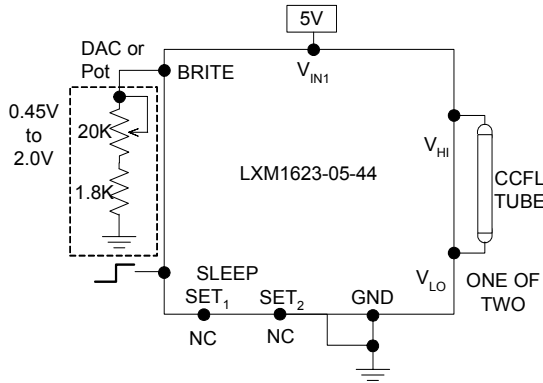 5V
DAC or
Pot
BRITE
V_IN1
0.45V
to
2.0V
20K
1.8K
LXM1623-05-44
V_HI
CCFL
TUBE
SLEEP
V_LO
ONE OF
TWO
SET_1
SET_2
GND
NC
NC